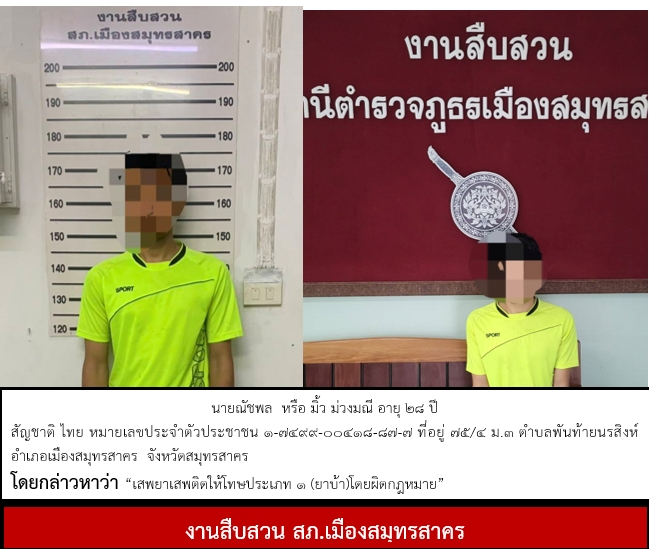 งานสืบสวน
สภ.เมืองสมุทรสาคร
200 200
190 190
180 180
170 170
160 160
150 150
140
130
120
SPORT
งานสืบสวน
านีตำรวจภูธรเมืองสมุทรส
SPORT
นายณัชพล หรือ มิ้ว ม่วงมณี อายุ ๒๘ ปี
สัญชาติ ไทย หมายเลขประจำตัวประชาชน ๑-๗๔๙๙-๐๐๔๑๘-๘๗-๗ ที่อยู่ ๗๕/๔ ม.๓ ตำบลพันท้ายนรสิงห์
อำเภอเมืองสมุทรสาคร จังหวัดสมุทรสาคร
โดยกล่าวหาว่า “เสพยาเสพติดให้โทษประเภท ๑ (ยาบ้า)โดยผิดกฎหมาย”
งานสืบสวน สภ.เมืองสมุทรสาคร